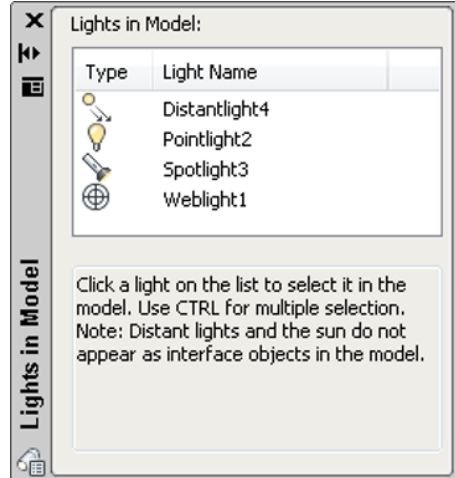 Lights in Model:
Type Light Name
Distantlight4
Pointlight2
Spotlight3
Weblight1
Click a light on the list to select it in the
model. Use CTRL for multiple selection.
Note: Distant lights and the sun do not
appear as interface objects in the model.
Lights in Model